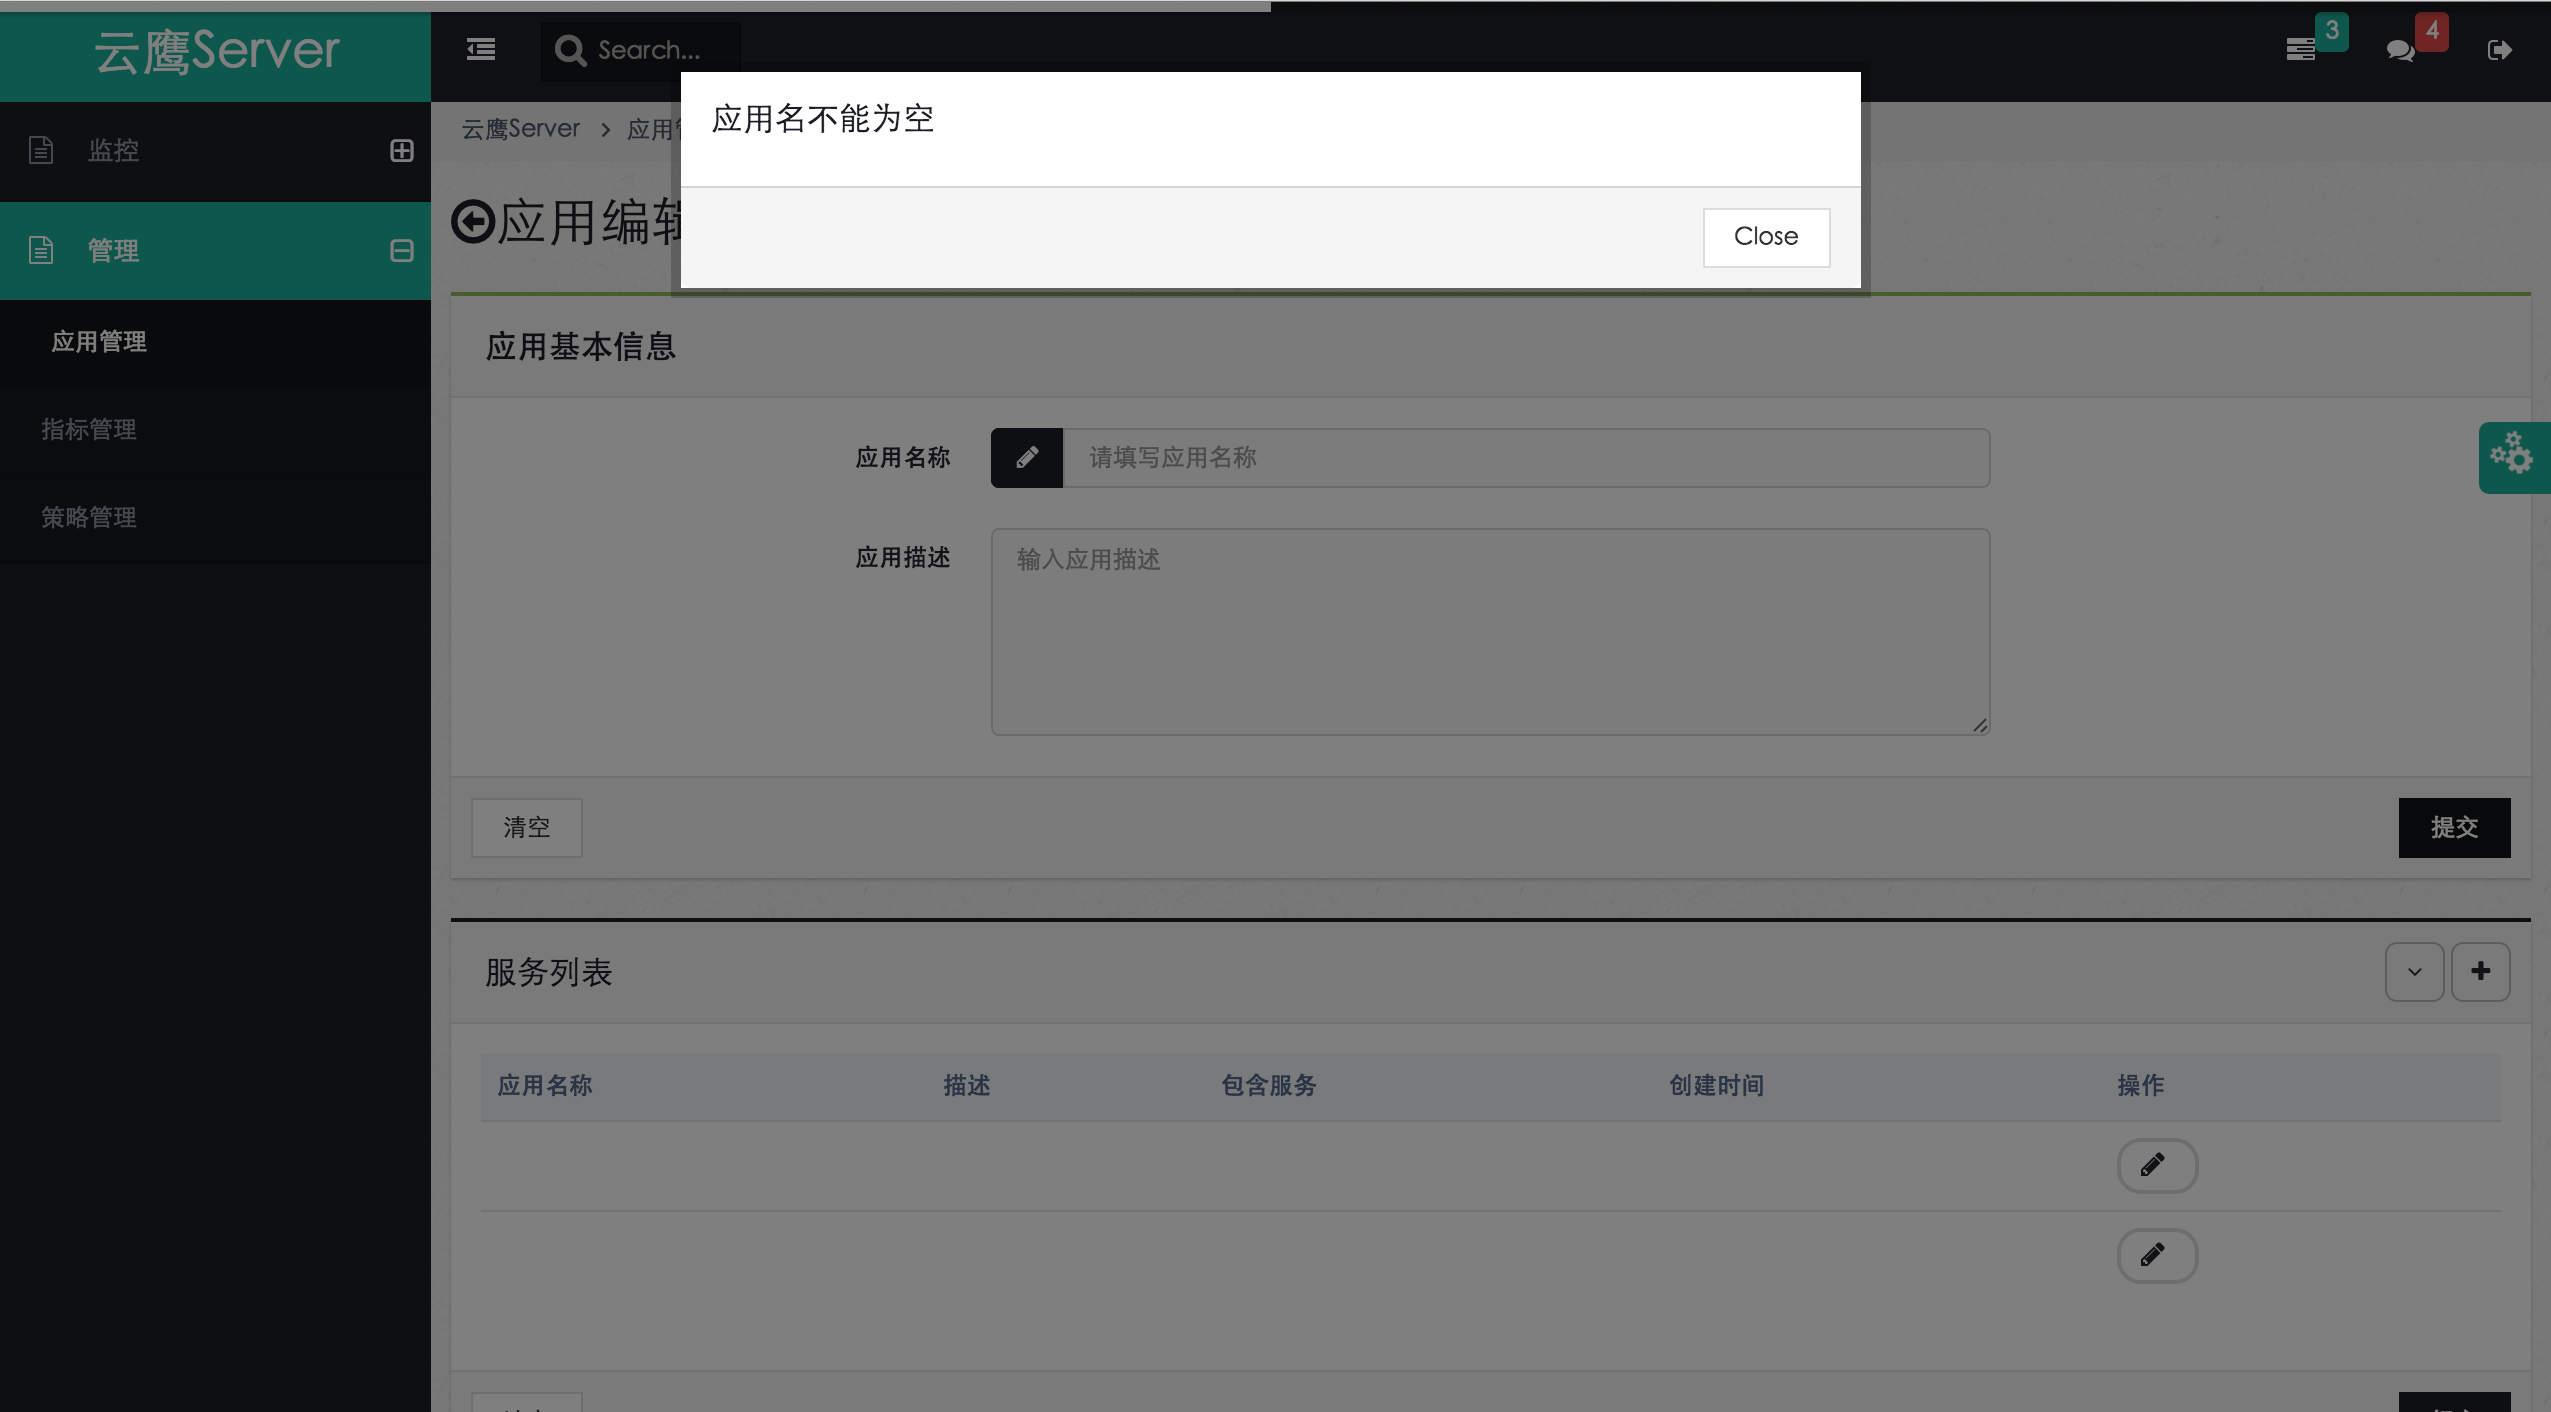 云鹰Server
Search...
3
4
应用名不能为空
Close
云鹰Server > 应用
应用编辑
监控
管理
应用管理
指标管理
策略管理
应用基本信息
应用名称
请填写应用名称
应用描述
输入应用描述
清空
提交
服务列表
应用名称 描述 包含服务 创建时间 操作